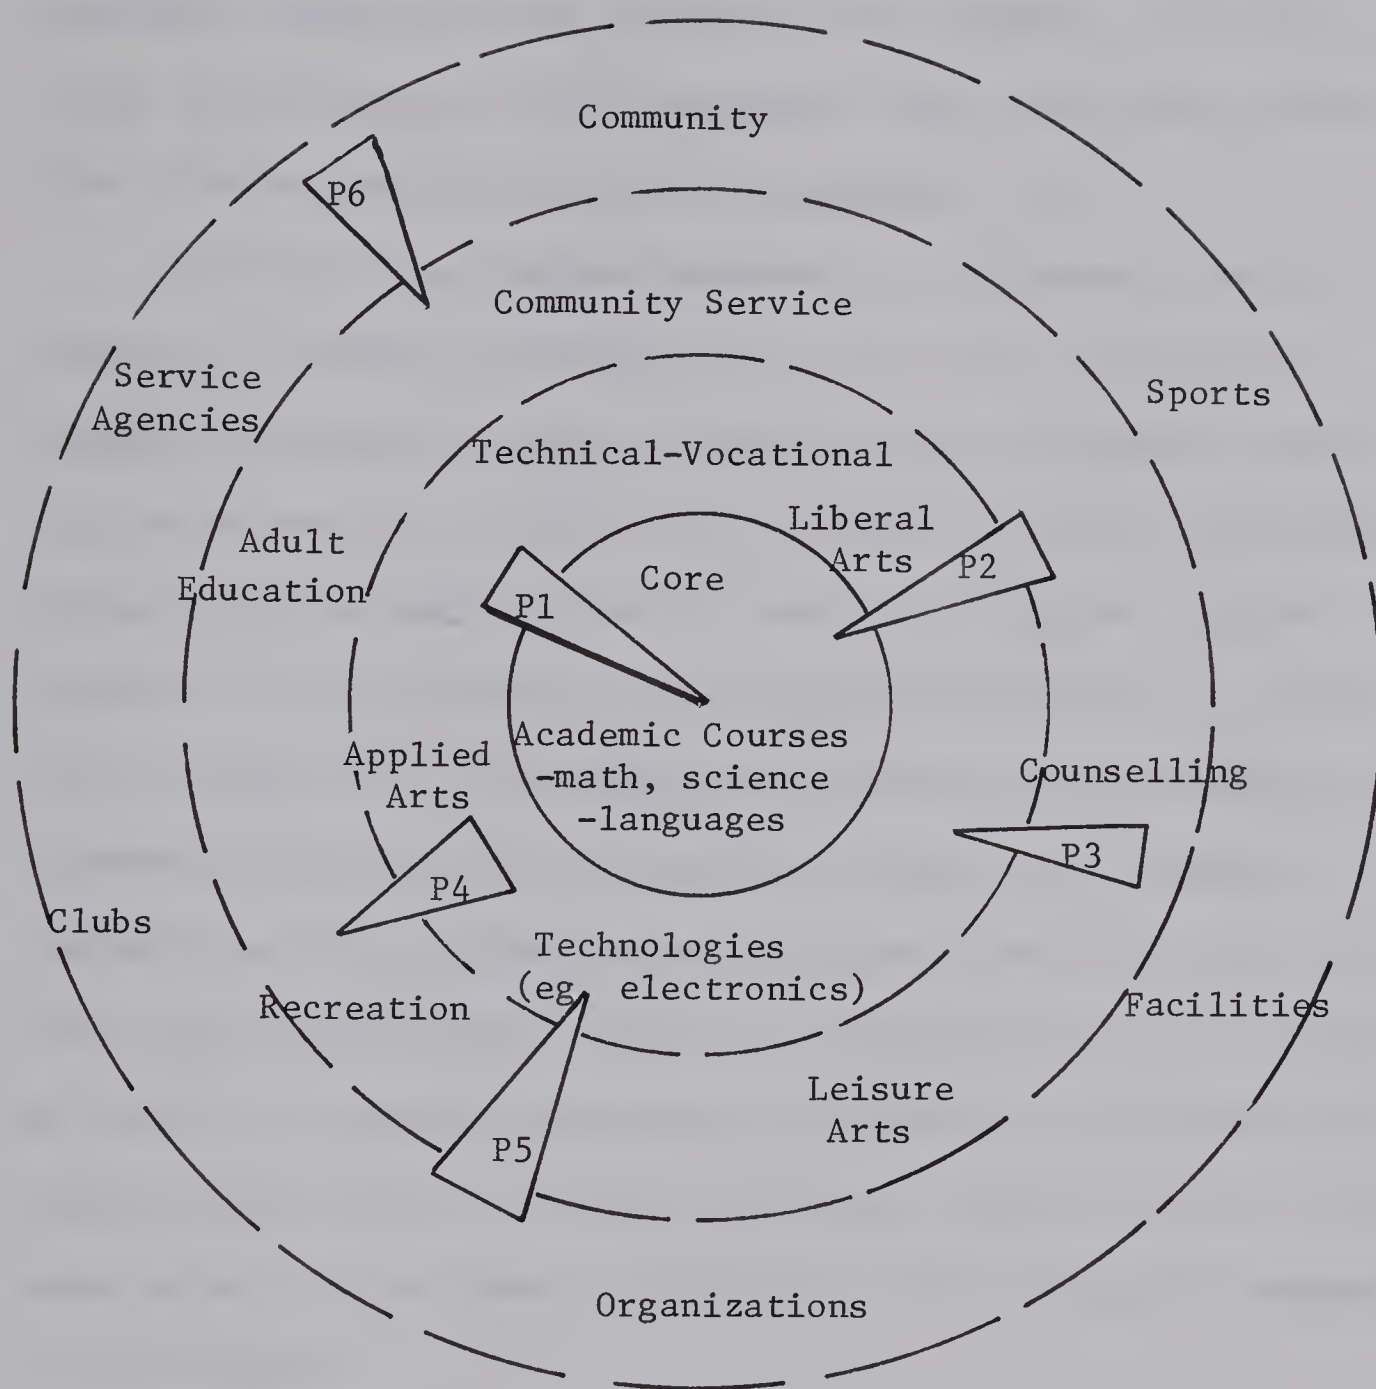 Community
P6
Community Service
Service
Agencies
Sports
Technical-Vocational
Liberal
Arts
Adult
Education
Core
P2
P1
Academic Courses
-math, science
-languages
Applied
Arts
Counselling
P3
P4
Clubs
Technologies
(eg electronics)
Recreation
Facilities
Leisure
Arts
P5
Organizations